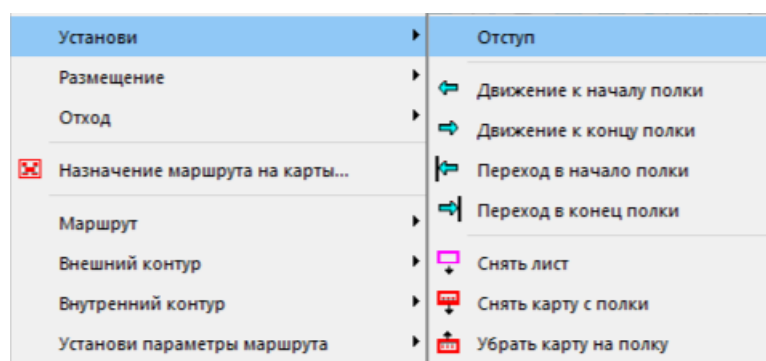 Установи
Размещение
Отход
Назначение маршрута на карты...
Маршрут
Внешний контур
Внутренний контур
Установи параметры маршрута
Отступ
Движение к началу полки
Движение к концу полки
Переход в начало полки
Переход в конец полки
Снять лист
Снять карту с полки
Убрать карту на полку